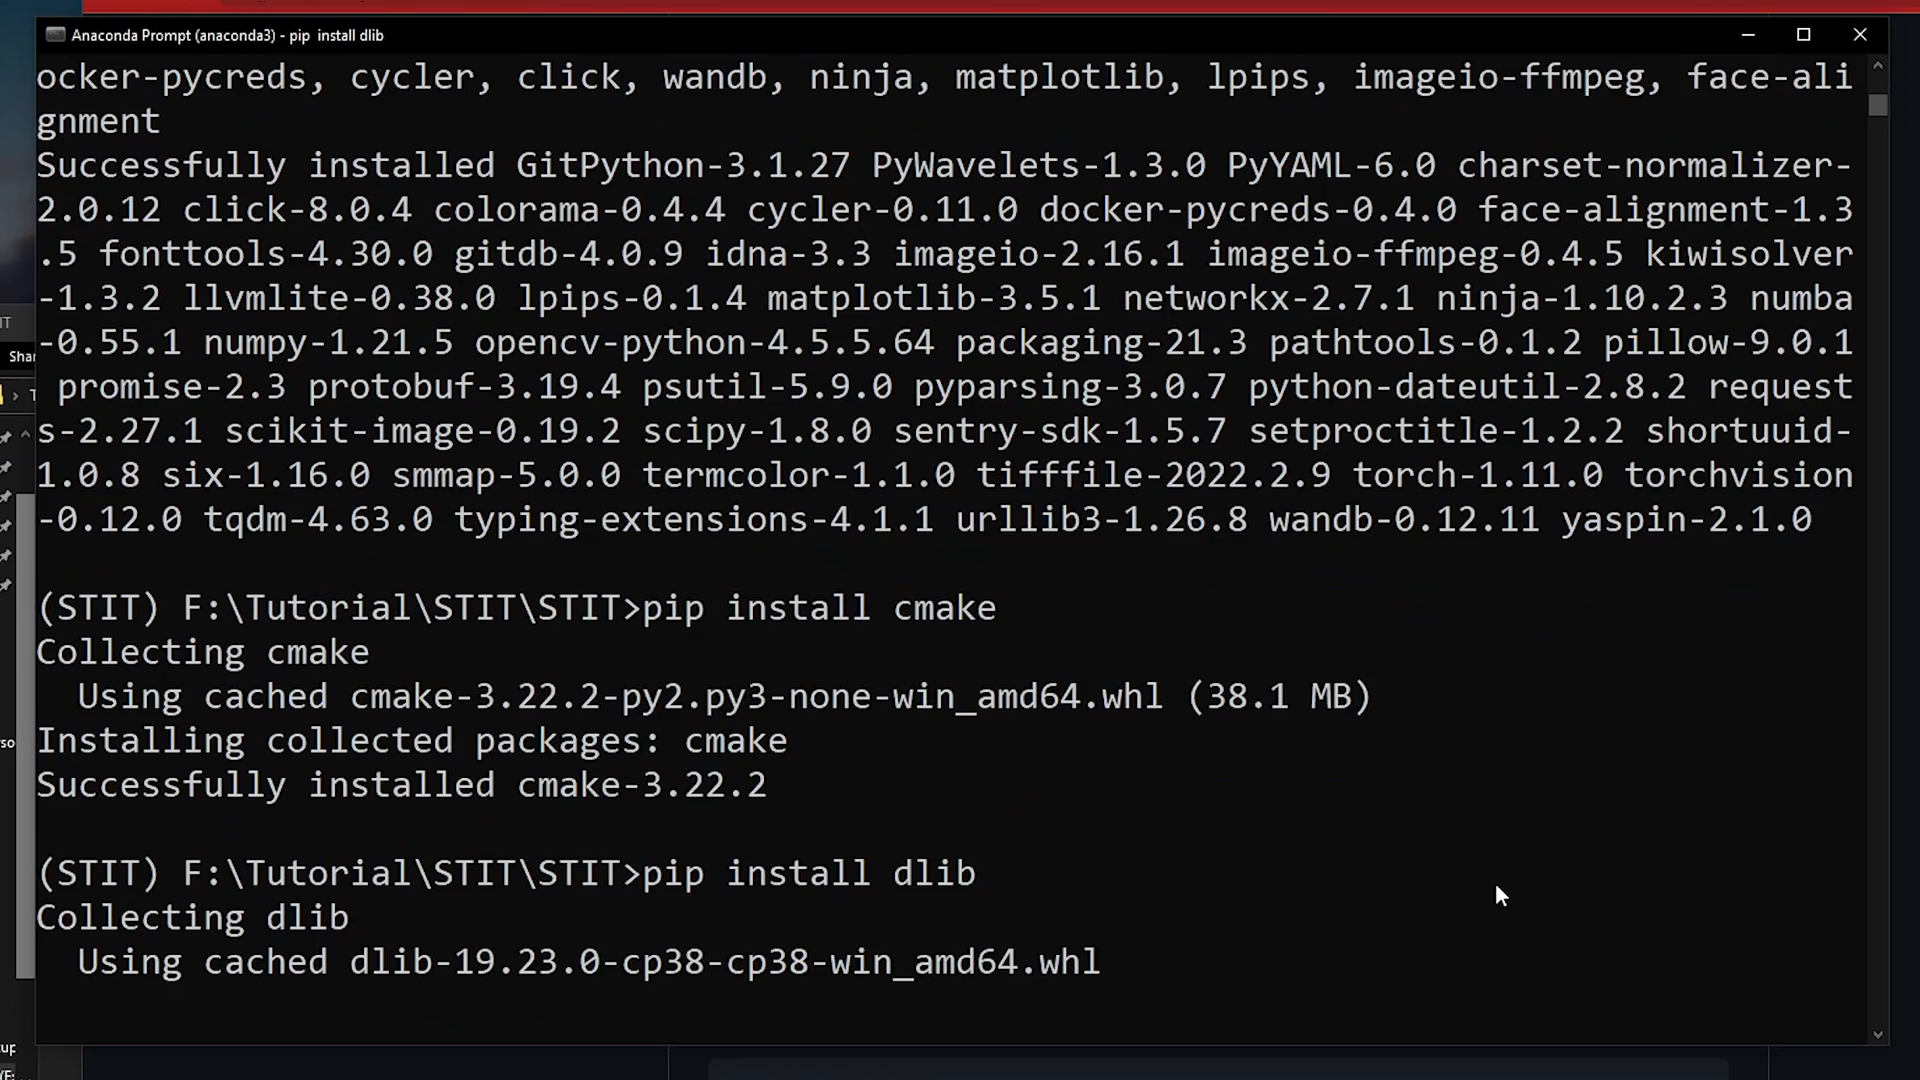 Anaconda Prompt (anaconda3) - pip  install dlib
ocker-pycreds, cycler, click, wandb, ninja, matplotlib, lpips, imageio-ffmpeg, face-ali
gnment
Successfully installed GitPython-3.1.27 PyWavelets-1.3.0 PyYAML-6.0 charset-normalizer-
2.0.12 click-8.0.4 colorama-0.4.4 cycler-0.11.0 docker-pycreds-0.4.0 face-alignment-1.3
.5 fonttools-4.30.0 gitdb-4.0.9 idna-3.3 imageio-2.16.1 imageio-ffmpeg-0.4.5 kiwisolver
-1.3.2 llvmlite-0.38.0 lpips-0.1.4 matplotlib-3.5.1 networkx-2.7.1 ninja-1.10.2.3 numba
-0.55.1 numpy-1.21.5 opencv-python-4.5.5.64 packaging-21.3 pathtools-0.1.2 pillow-9.0.1
 promise-2.3 protobuf-3.19.4 psutil-5.9.0 pyparsing-3.0.7 python-dateutil-2.8.2 request
s-2.27.1 scikit-image-0.19.2 scipy-1.8.0 sentry-sdk-1.5.7 setproctitle-1.2.2 shortuuid-
1.0.8 six-1.16.0 smmap-5.0.0 termcolor-1.1.0 tifffile-2022.2.9 torch-1.11.0 torchvision
-0.12.0 tqdm-4.63.0 typing-extensions-4.1.1 urllib3-1.26.8 wandb-0.12.11 yaspin-2.1.0
(STIT) F:\Tutorial\STIT\STIT>pip install cmake
Collecting cmake
  Using cached cmake-3.22.2-py2.py3-none-win_amd64.whl (38.1 MB)
Installing collected packages: cmake
Successfully installed cmake-3.22.2
(STIT) F:\Tutorial\STIT\STIT>pip install dlib
Collecting dlib
  Using cached dlib-19.23.0-cp38-cp38-win_amd64.whl